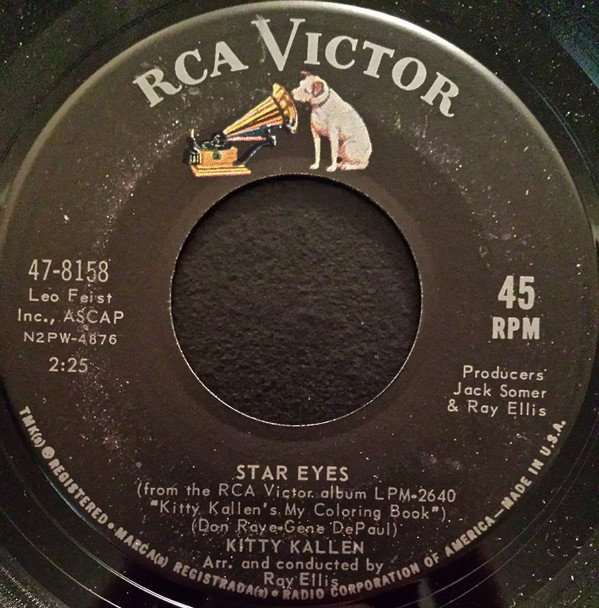 RCA VICTOR
47-8158
Leo Feist
Inc., ASCAP
N2PW-4876
2:25
45
RPM
Producers
Jack Somer
& Ray Ellis
STAR EYES
(from the RCA Victor album LPM-2640
"Kitty Kallen's My Coloring Book")
(Don Raye-Gene DePaul)
KITTY KALLEN
Arr. and conducted by
Ray Ellis
TMK(s) ® REGISTERED • MARCA(s) REGISTRADA(s) • RADIO CORPORATION OF AMERICA—MADE IN U.S.A.